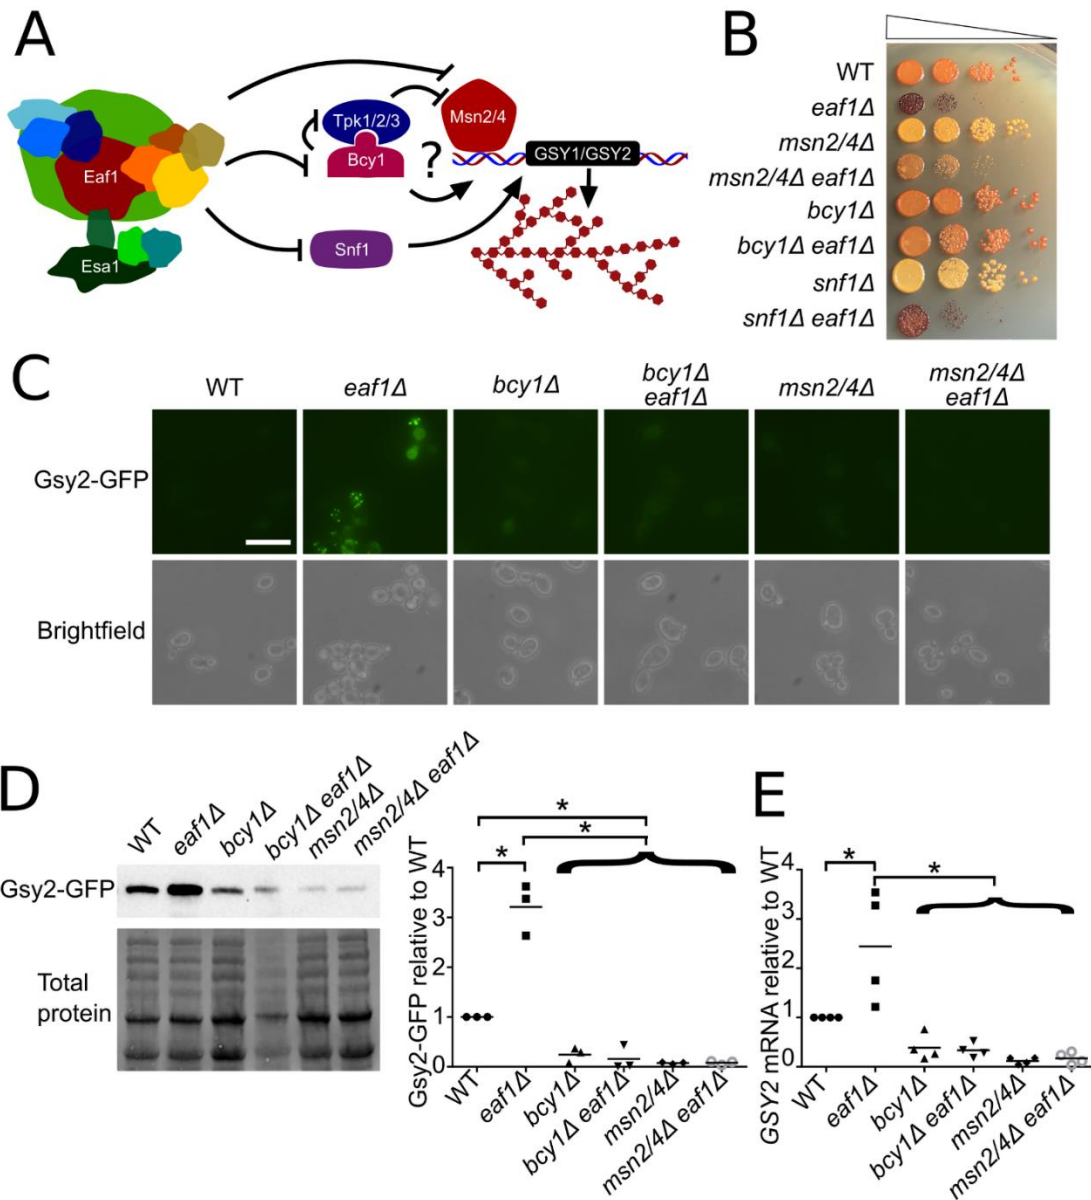 A
Eaf1
Esa1
Tpk1/2/3
Bcy1
Snf1
Msn2/4
?
GSY1/GSY2
B
WT
eaf1Δ
msn2/4Δ
msn2/4Δ eaf1Δ
bcy1Δ
bcy1Δ eaf1Δ
snf1Δ
snf1Δ eaf1Δ
C
WT
eaf1Δ
bcy1Δ
bcy1Δ
eaf1Δ
msn2/4Δ
msn2/4Δ
eaf1Δ
Gsy2-GFP
Brightfield
D
WT
eaf1Δ
bcy1Δ
bcy1Δ eaf1Δ
msn2/4Δ
msn2/4Δ eaf1Δ
Gsy2-GFP
Total
protein
Gsy2-GFP relative to WT
4
3
2
1
0
*
*
*
WT
eaf1Δ
bcy1Δ
bcy1Δ eaf1Δ
msn2/4Δ
msn2/4Δ eaf1Δ
E
GSY2 mRNA relative to WT
4
3
2
1
0
*
*
WT
eaf1Δ
bcy1Δ
bcy1Δ eaf1Δ
msn2/4Δ
msn2/4Δ eaf1Δ